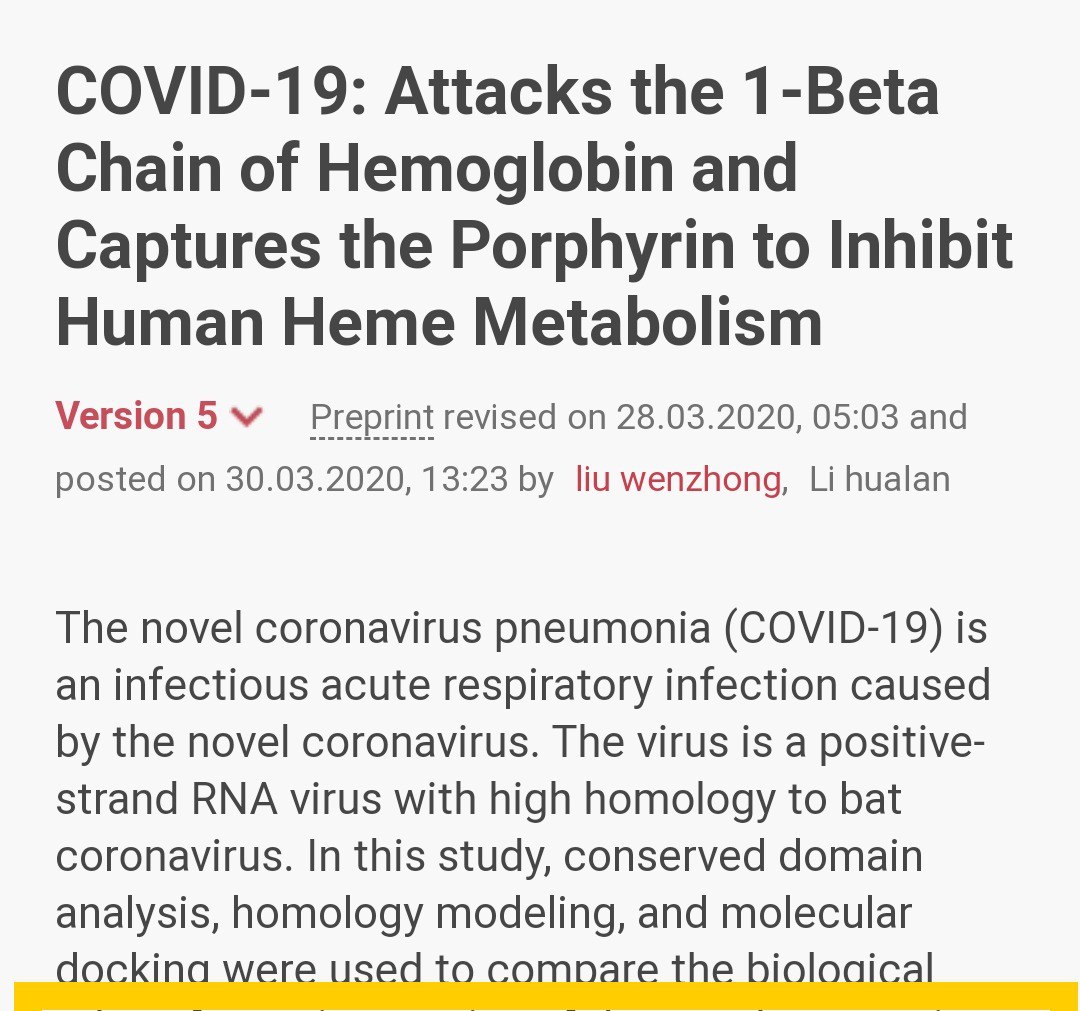 COVID-19: Attacks the 1-Beta
Chain of Hemoglobin and
Captures the Porphyrin to Inhibit
Human Heme Metabolism
Version 5 Preprint revised on 28.03.2020, 05:03 and
posted on 30.03.2020, 13:23 by liu wenzhong, Li hualan
The novel coronavirus pneumonia (COVID-19) is
an infectious acute respiratory infection caused
by the novel coronavirus. The virus is a positive-
strand RNA virus with high homology to bat
coronavirus. In this study, conserved domain
analysis, homology modeling, and molecular
docking were used to compare the biological